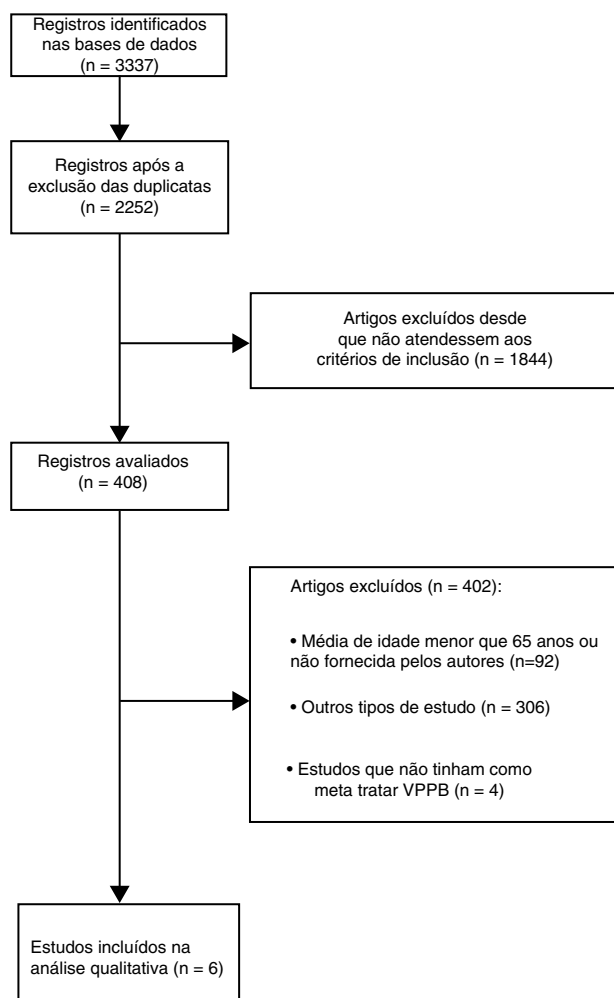 Registros identificados
nas bases de dados
(n = 3337)
Registros após a
exclusão das duplicatas
(n = 2252)
Artigos excluídos desde
que não atendessem aos
critérios de inclusão (n = 1844)
Registros avaliados
(n = 408)
Artigos excluídos (n = 402):
• Média de idade menor que 65 anos ou
não fornecida pelos autores (n=92)
• Outros tipos de estudo (n = 306)
• Estudos que não tinham como
meta tratar VPPB (n = 4)
Estudos incluídos na
análise qualitativa (n = 6)